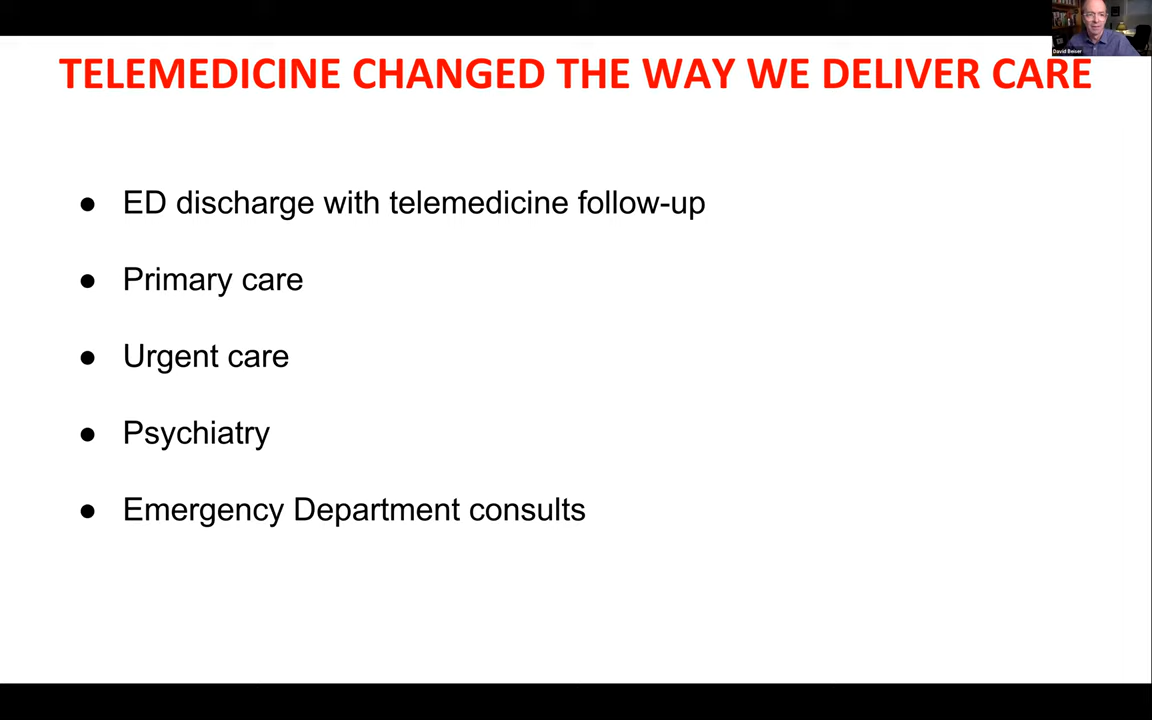 David Beiser
TELEMEDICINE CHANGED THE WAY WE DELIVER CARE
● ED discharge with telemedicine follow-up
● Primary care
● Urgent care
● Psychiatry
● Emergency Department consults